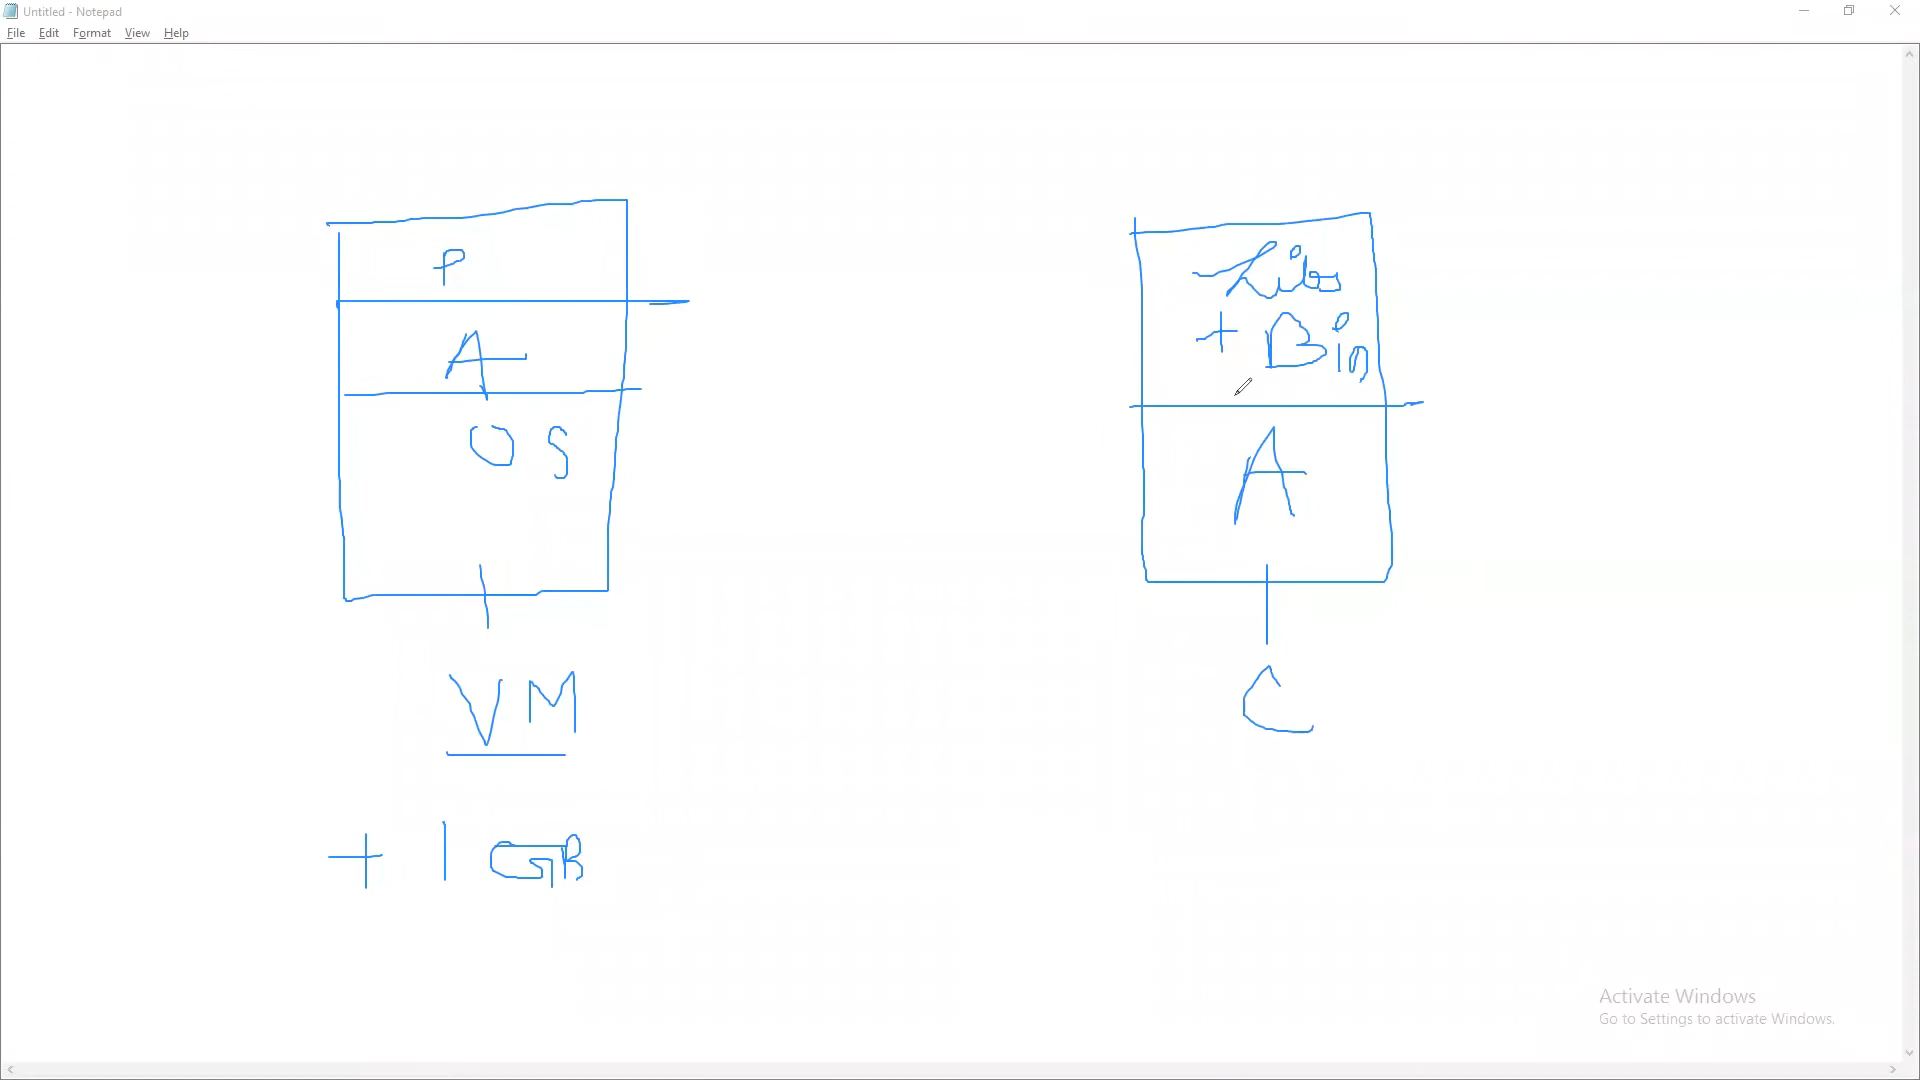 Untitled - Notepad
File Edit Format View Help
P
A
OS
VM
+ 1 GB
Libs
+ Bin
A
C
Activate Windows
Go to Settings to activate Windows.